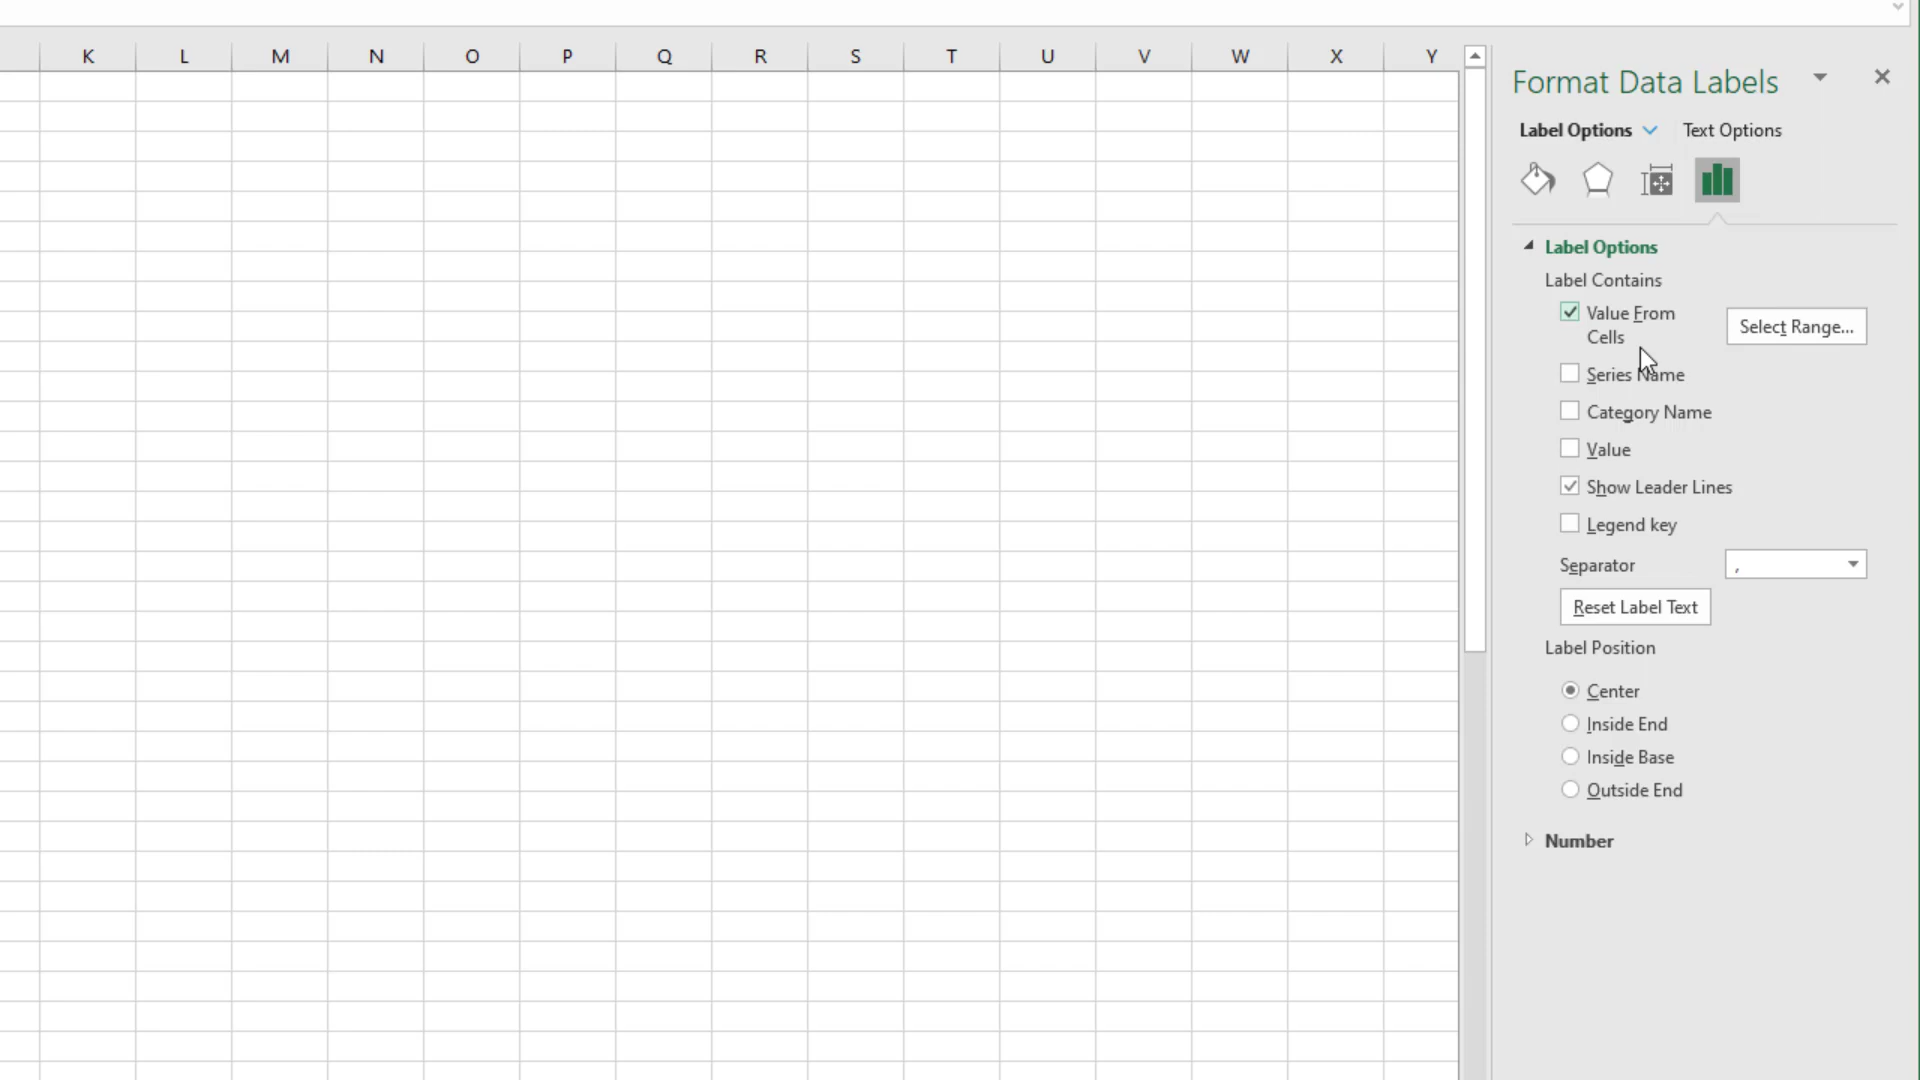 K L M N O P Q R S T U V W X Y
Format Data Labels
Label Options Text Options
Label Options
Label Contains
Value From
Cells
Select Range...
Series Name
Category Name
Value
Show Leader Lines
Legend key
Separator ,
Reset Label Text
Label Position
Center
Inside End
Inside Base
Outside End
Number